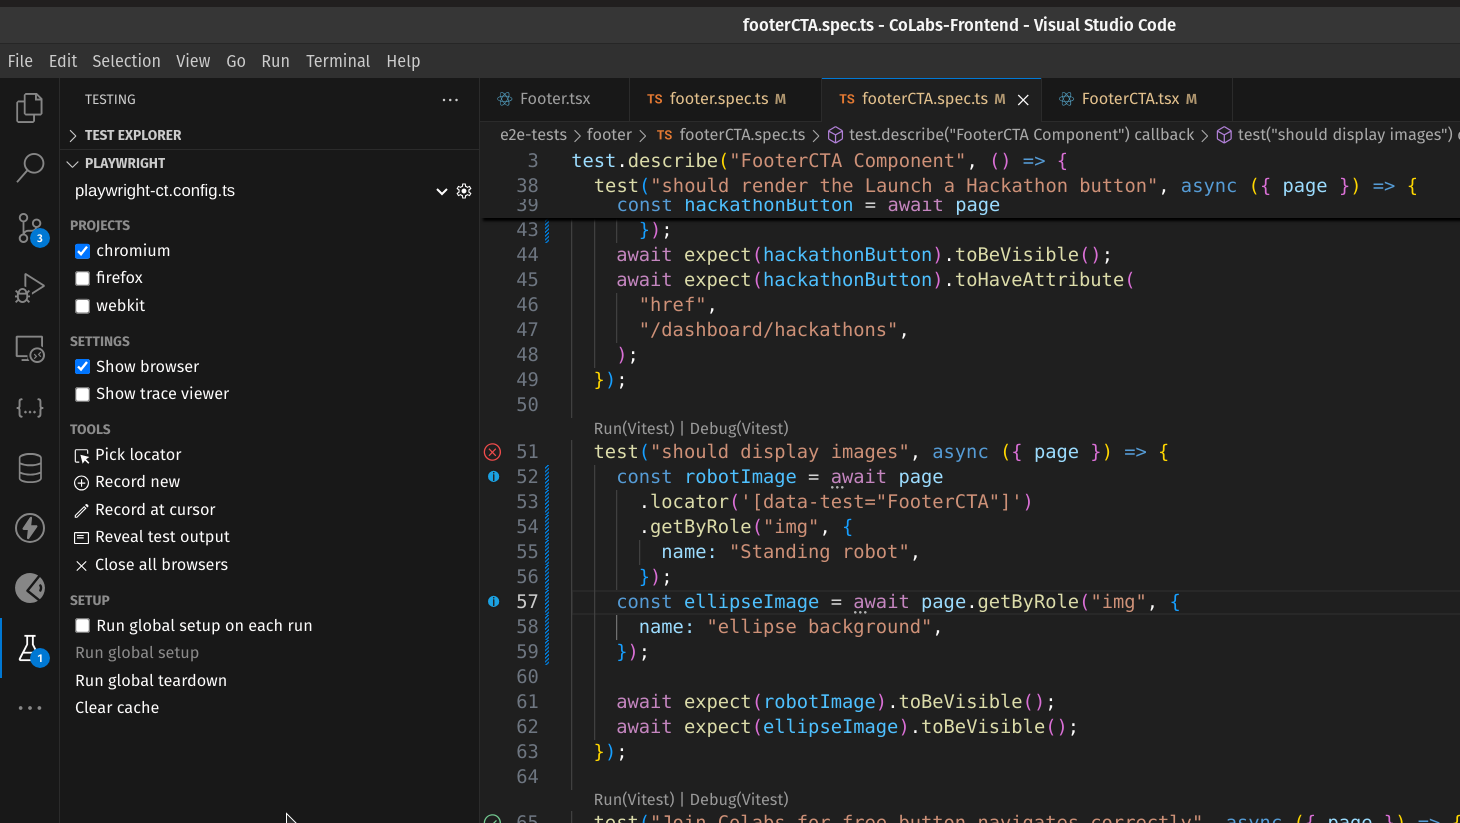 footerCTA.spec.ts - CoLabs-Frontend - Visual Studio Code
File Edit Selection View Go Run Terminal Help
TESTING ···
TEST EXPLORER
PLAYWRIGHT
playwright-ct.config.ts
PROJECTS
chromium
firefox
webkit
SETTINGS
Show browser
Show trace viewer
TOOLS
Pick locator
Record new
Record at cursor
Reveal test output
Close all browsers
SETUP
Run global setup on each run
Run global setup
Run global teardown
Clear cache
3
{...}
1
Footer.tsx TS footer.spec.ts M TS footerCTA.spec.ts M FooterCTA.tsx M
e2e-tests > footer > TS footerCTA.spec.ts > test.describe("FooterCTA Component") callback > test("should display images")
3 test.describe("FooterCTA Component", () => {
38 test("should render the Launch a Hackathon button", async ({ page }) => {
39 const hackathonButton = await page
43 });
44 await expect(hackathonButton).toBeVisible();
45 await expect(hackathonButton).toHaveAttribute(
46 "href",
47 "/dashboard/hackathons",
48 );
49 });
50
Run(Vitest) | Debug(Vitest)
51 test("should display images", async ({ page }) => {
52 const robotImage = await page
53 .locator('[data-test="FooterCTA"]')
54 .getByRole("img", {
55 name: "Standing robot",
56 });
57 const ellipseImage = await page.getByRole("img", {
58 name: "ellipse background",
59 });
60
61 await expect(robotImage).toBeVisible();
62 await expect(ellipseImage).toBeVisible();
63 });
64
Run(Vitest) | Debug(Vitest)
65 test("Join Colabs for free button navigates correctly", async ({ page }) => {